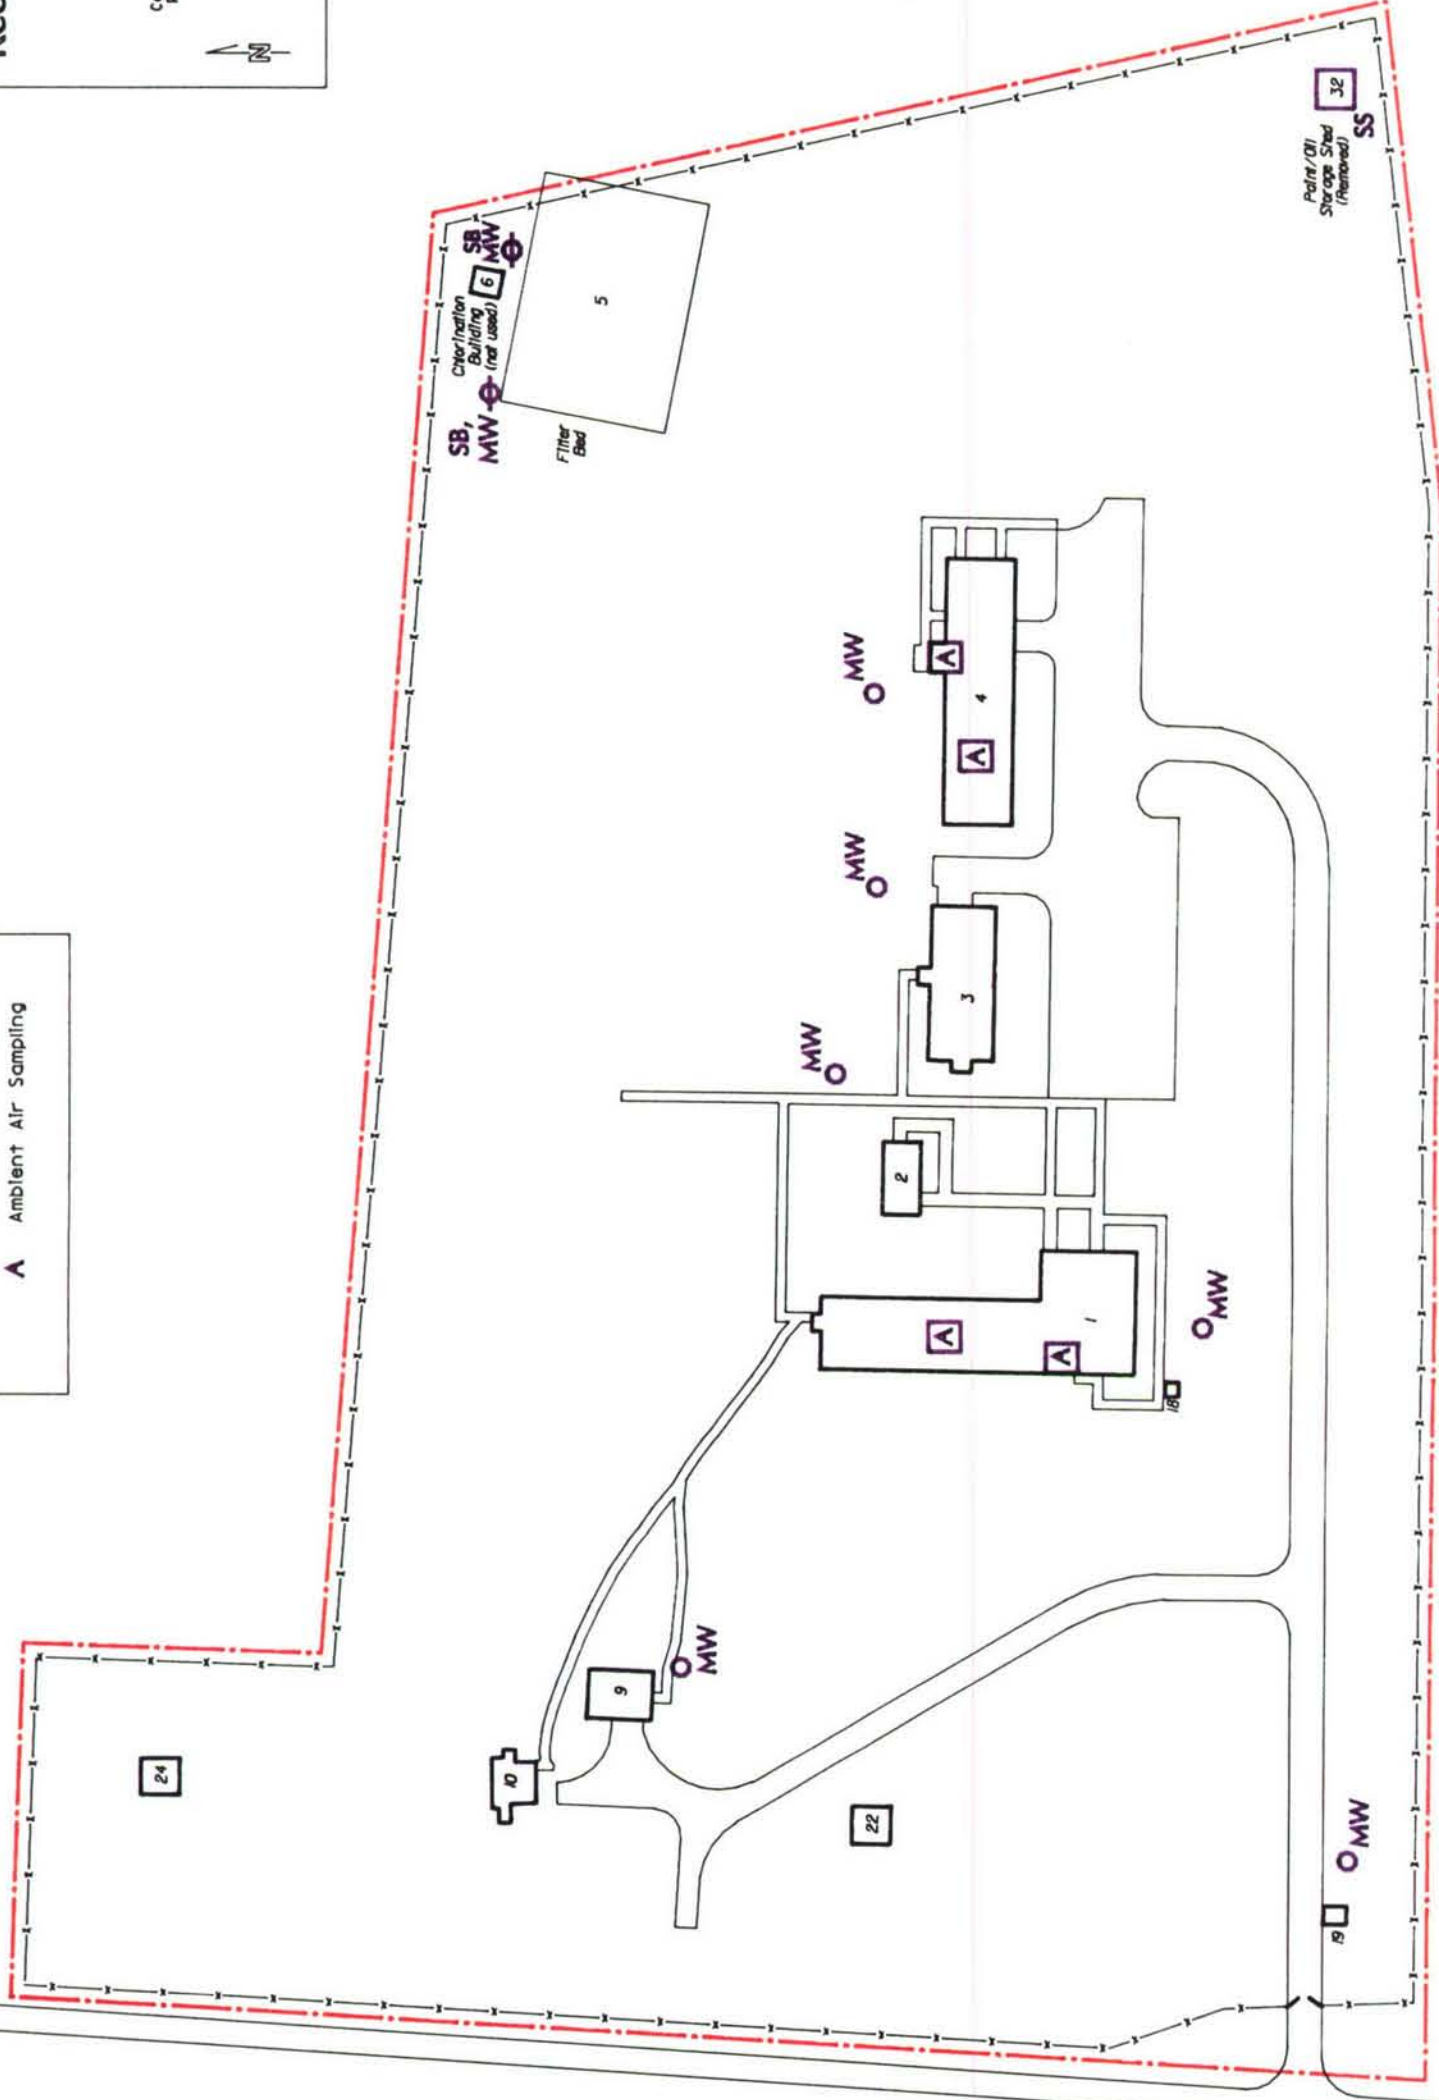 N
A Ambient Air Sampling
24
10
9
MW
22
19
MW
18
MW
A
A
1
2
MW
3
MW
A
A
4
MW
SB,
MW
Chlorination
Building
(not used)
6
SB
MW
Filter
Bed
5
Paint/Oil
Storage Shed
(Removed)
32
SS